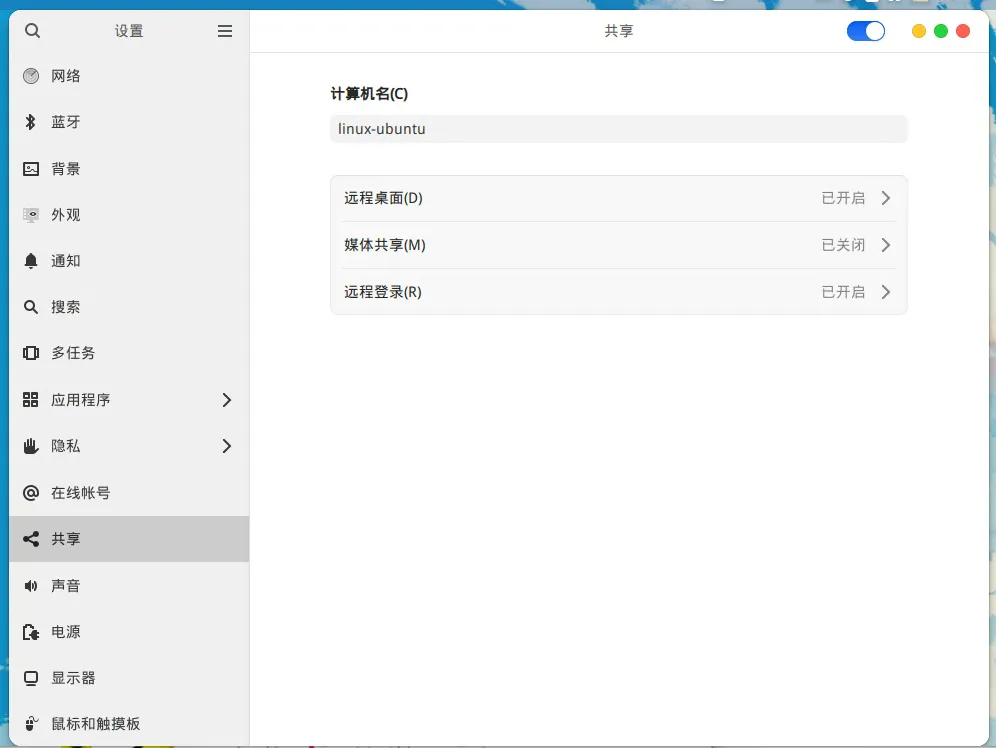 设置
共享
网络
蓝牙
背景
外观
通知
搜索
多任务
应用程序
隐私
在线帐号
共享
声音
电源
显示器
鼠标和触摸板
计算机名(C)
linux-ubuntu
远程桌面(D) 已开启
媒体共享(M) 已关闭
远程登录(R) 已开启